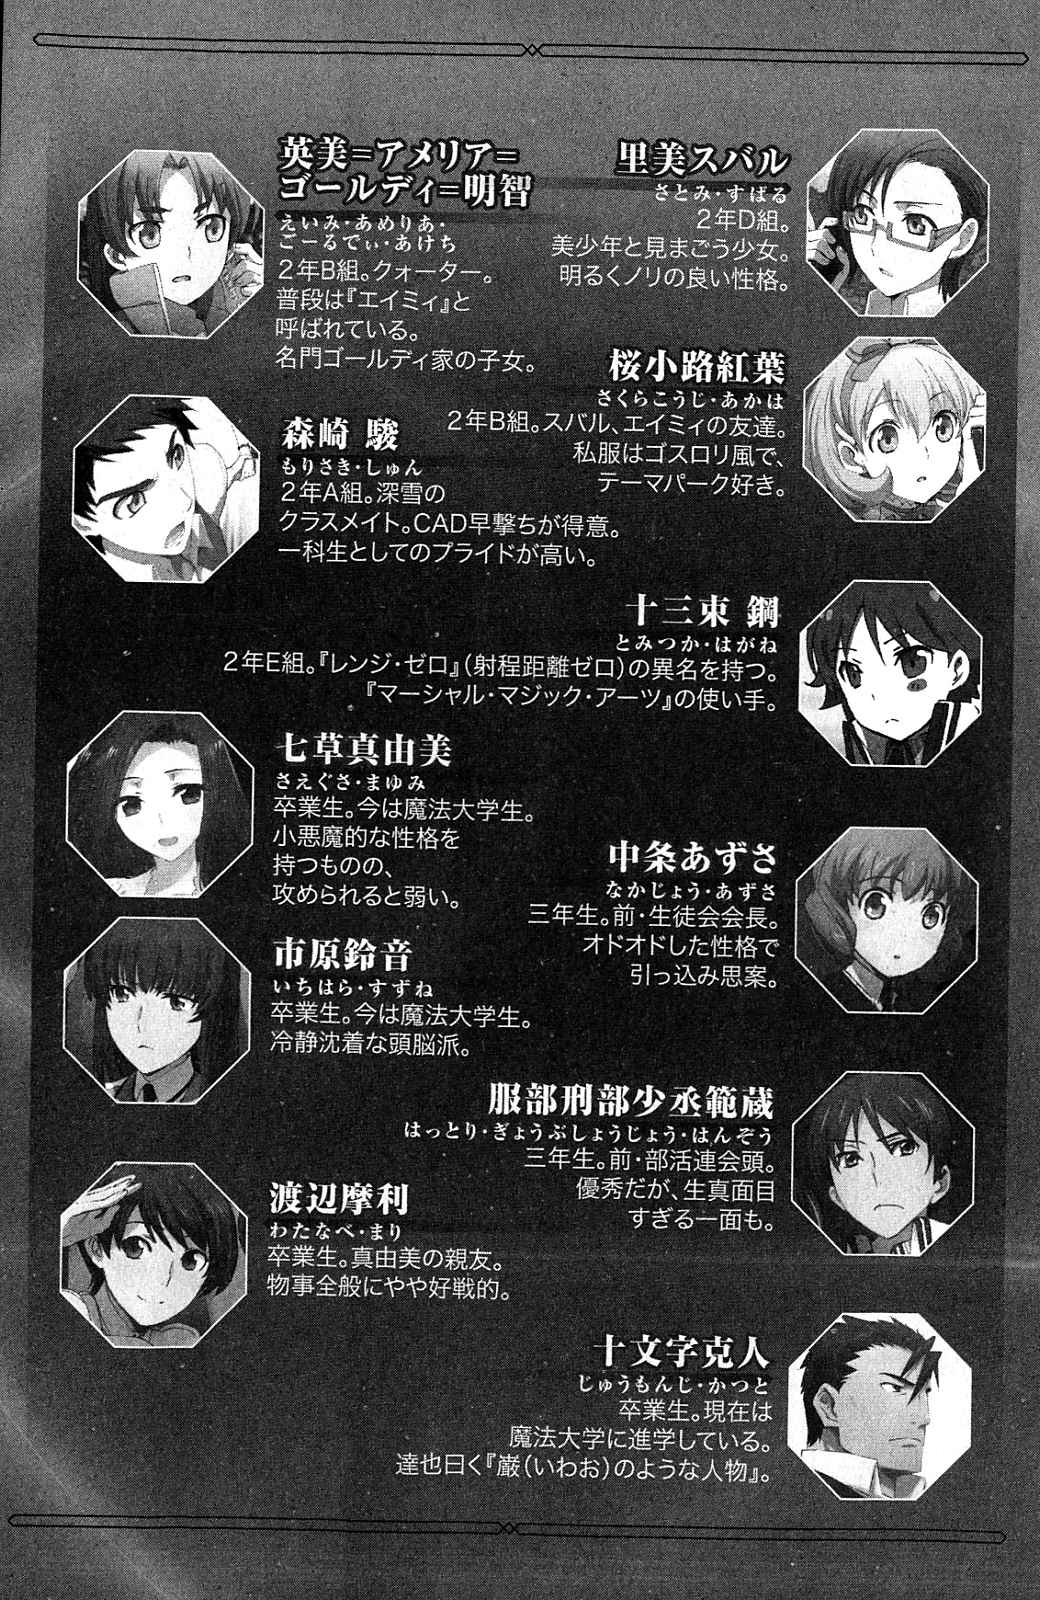 英美=アメリア=
ゴールディ=明智
えいみ・あめりあ・
ごーるでぃ・あけち
2年B組。クォーター。
普段は『エイミィ』と
呼ばれている。
名門ゴールディ家の子女。
里美スバル
さとみ・すばる
2年D組。
美少年と見まごう少女。
明るくノリの良い性格。
桜小路紅葉
さくらこうじ・あかは
2年B組。スバル、エイミィの友達。
私服はゴスロリ風で、
テーマパーク好き。
森崎 駿
もりさき・しゅん
2年A組。深雪の
クラスメイト。CAD早撃ちが得意。
一科生としてのプライドが高い。
十三束 鋼
とみつか・はがね
2年E組。『レンジ・ゼロ』(射程距離ゼロ)の異名を持つ。
『マーシャル・マジック・アーツ』の使い手。
七草真由美
さえぐさ・まゆみ
卒業生。今は魔法大学生。
小悪魔的な性格を
持つものの、
攻められると弱い。
中条あずさ
なかじょう・あずさ
三年生。前・生徒会会長。
オドオドした性格で
引っ込み思案。
市原鈴音
いちはら・すずね
卒業生。今は魔法大学生。
冷静沈着な頭脳派。
服部刑部少丞範蔵
はっとり・ぎょうぶしょうじょう・はんぞう
三年生。前・部活連会頭。
優秀だが、生真面目
すぎる一面も。
渡辺摩利
わたなべ・まり
卒業生。真由美の親友。
物事全般にやや好戦的。
十文字克人
じゅうもんじ・かつと
卒業生。現在は
魔法大学に進学している。
達也曰く『巌(いわお)のような人物』。